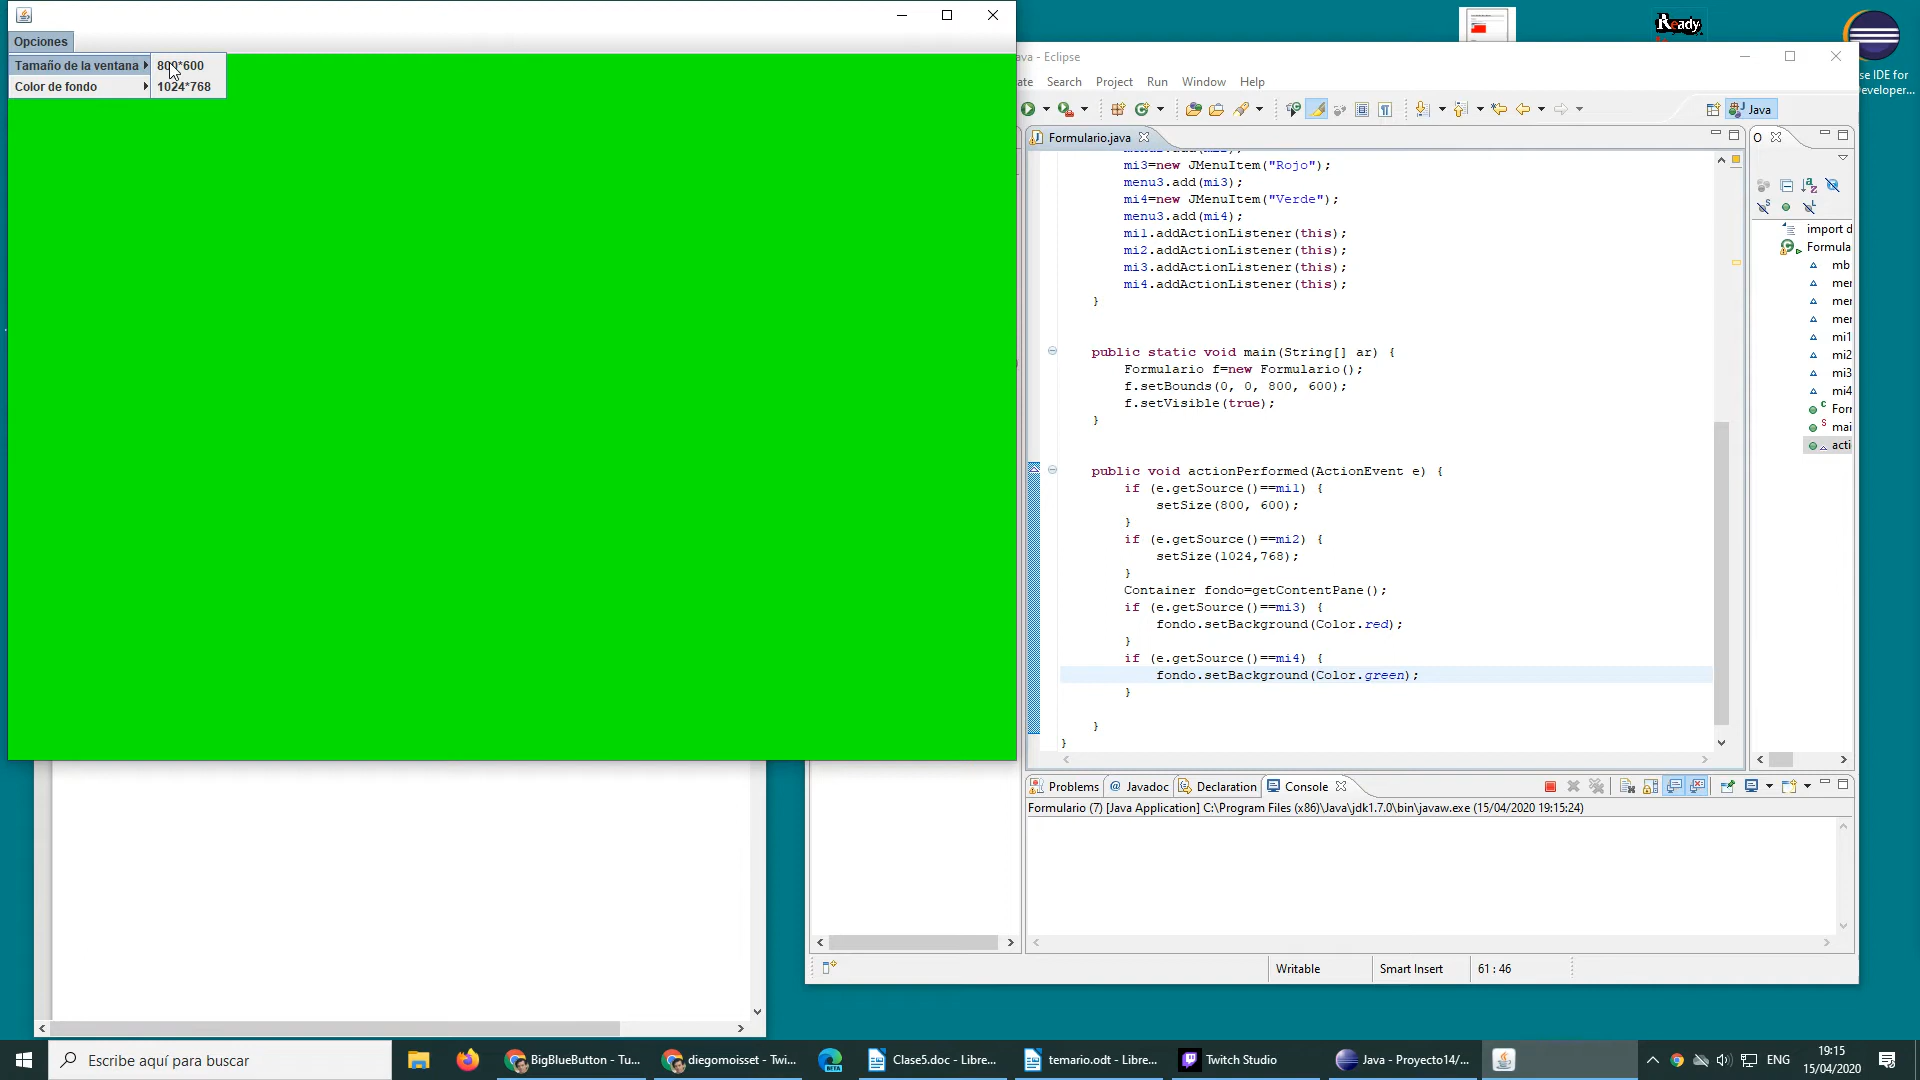 Opciones
Tamaño de la ventana
800*600
Color de fondo
1024*768
Ready
se IDE for
eveloper...
ava - Eclipse
ate Search Project Run Window Help
Java
Formulario.java
O
mi3=new JMenuItem("Rojo");
menu3.add(mi3);
mi4=new JMenuItem("Verde");
menu3.add(mi4);
mi1.addActionListener(this);
mi2.addActionListener(this);
mi3.addActionListener(this);
mi4.addActionListener(this);
}
public static void main(String[] ar) {
Formulario f=new Formulario();
f.setBounds(0, 0, 800, 600);
f.setVisible(true);
}
public void actionPerformed(ActionEvent e) {
if (e.getSource()==mi1) {
setSize(800, 600);
}
if (e.getSource()==mi2) {
setSize(1024,768);
}
Container fondo=getContentPane();
if (e.getSource()==mi3) {
fondo.setBackground(Color.red);
}
if (e.getSource()==mi4) {
fondo.setBackground(Color.green);
}
}
}
import d
Formula
mb
mer
mer
mer
mi1
mi2
mi3
mi4
Forr
mai
acti
Problems @ Javadoc Declaration Console
Formulario (7) [Java Application] C:\Program Files (x86)\Java\jdk1.7.0\bin\javaw.exe (15/04/2020 19:15:24)
Writable Smart Insert 61 : 46
Escribe aquí para buscar
BigBlueButton - Tu...
diegomoisset - Twi...
Clase5.doc - Libre...
temario.odt - Libre...
Twitch Studio
Java - Proyecto14/...
ENG
19:15
15/04/2020